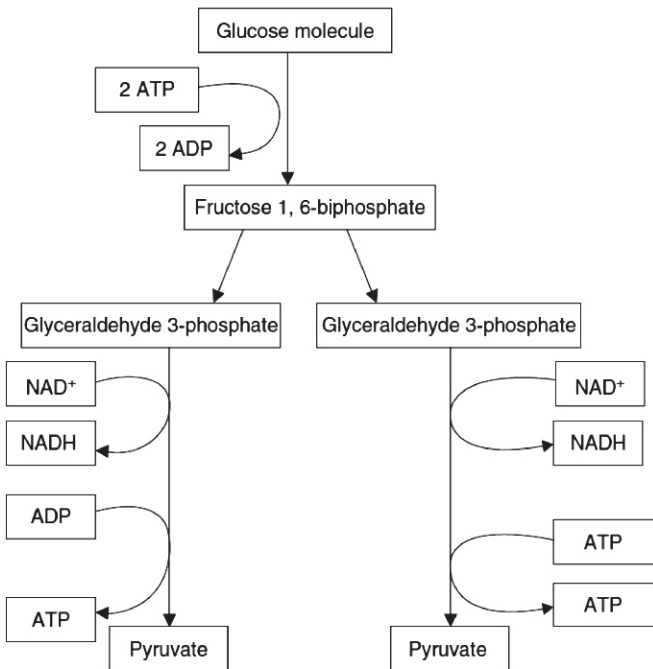 Glucose molecule
2 ATP
2 ADP
Fructose 1, 6-biphosphate
Glyceraldehyde 3-phosphate
Glyceraldehyde 3-phosphate
NAD⁺
NAD⁺
NADH
NADH
ADP
ATP
ATP
ATP
Pyruvate
Pyruvate